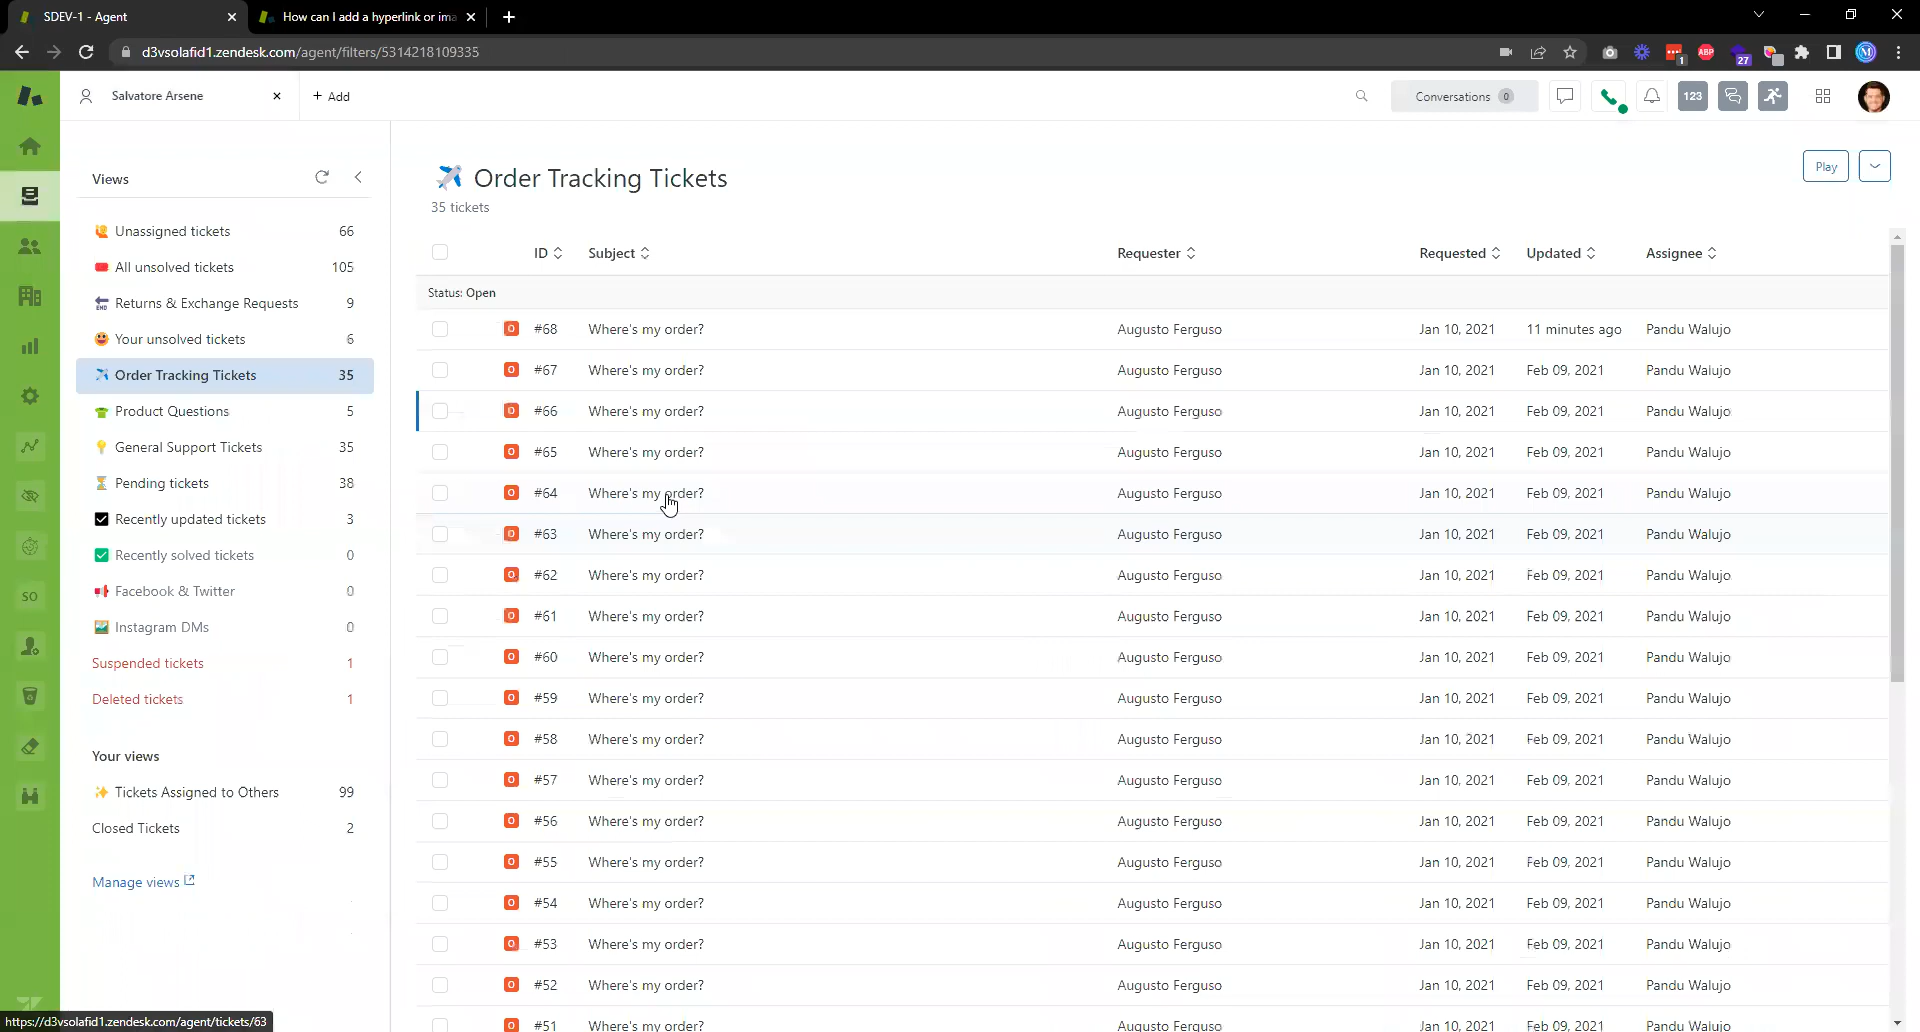 SDEV-1 - Agent
How can I add a hyperlink or ima
d3vsolafid1.zendesk.com/agent/filters/5314218109335
1
ABP
27
Salvatore Arsene
+ Add
Conversations 0
123
Views
Unassigned tickets 66
All unsolved tickets 105
Returns & Exchange Requests 9
Your unsolved tickets 6
Order Tracking Tickets 35
Product Questions 5
General Support Tickets 35
Pending tickets 38
Recently updated tickets 3
Recently solved tickets 0
Facebook & Twitter 0
Instagram DMs 0
Suspended tickets 1
Deleted tickets 1
Your views
Tickets Assigned to Others 99
Closed Tickets 2
Manage views
SO
https://d3vsolafid1.zendesk.com/agent/tickets/63
Order Tracking Tickets
35 tickets
Play
ID Subject Requester Requested Updated Assignee
Status: Open
O #68 Where's my order? Augusto Ferguso Jan 10, 2021 11 minutes ago Pandu Walujo
O #67 Where's my order? Augusto Ferguso Jan 10, 2021 Feb 09, 2021 Pandu Walujo
O #66 Where's my order? Augusto Ferguso Jan 10, 2021 Feb 09, 2021 Pandu Walujo
O #65 Where's my order? Augusto Ferguso Jan 10, 2021 Feb 09, 2021 Pandu Walujo
O #64 Where's my order? Augusto Ferguso Jan 10, 2021 Feb 09, 2021 Pandu Walujo
O #63 Where's my order? Augusto Ferguso Jan 10, 2021 Feb 09, 2021 Pandu Walujo
O #62 Where's my order? Augusto Ferguso Jan 10, 2021 Feb 09, 2021 Pandu Walujo
O #61 Where's my order? Augusto Ferguso Jan 10, 2021 Feb 09, 2021 Pandu Walujo
O #60 Where's my order? Augusto Ferguso Jan 10, 2021 Feb 09, 2021 Pandu Walujo
O #59 Where's my order? Augusto Ferguso Jan 10, 2021 Feb 09, 2021 Pandu Walujo
O #58 Where's my order? Augusto Ferguso Jan 10, 2021 Feb 09, 2021 Pandu Walujo
O #57 Where's my order? Augusto Ferguso Jan 10, 2021 Feb 09, 2021 Pandu Walujo
O #56 Where's my order? Augusto Ferguso Jan 10, 2021 Feb 09, 2021 Pandu Walujo
O #55 Where's my order? Augusto Ferguso Jan 10, 2021 Feb 09, 2021 Pandu Walujo
O #54 Where's my order? Augusto Ferguso Jan 10, 2021 Feb 09, 2021 Pandu Walujo
O #53 Where's my order? Augusto Ferguso Jan 10, 2021 Feb 09, 2021 Pandu Walujo
O #52 Where's my order? Augusto Ferguso Jan 10, 2021 Feb 09, 2021 Pandu Walujo
O #51 Where's my order? Augusto Ferguso Jan 10, 2021 Feb 09, 2021 Pandu Walujo